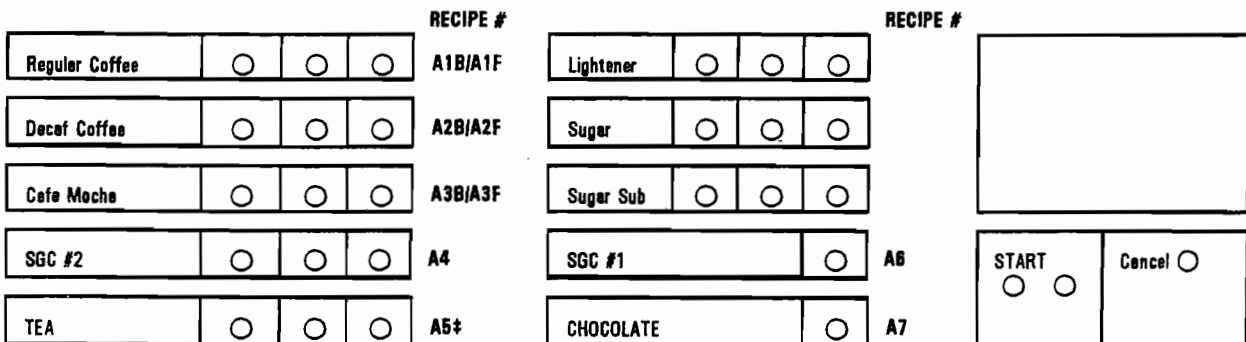 RECIPE # RECIPE #
Reguler Coffee A1B/A1F Lightener
Decaf Coffee A2B/A2F Sugar
Cafe Mocha A3B/A3F Sugar Sub
SGC #2 A4 SGC #1 A6 START Cancel
TEA A5‡ CHOCOLATE A7